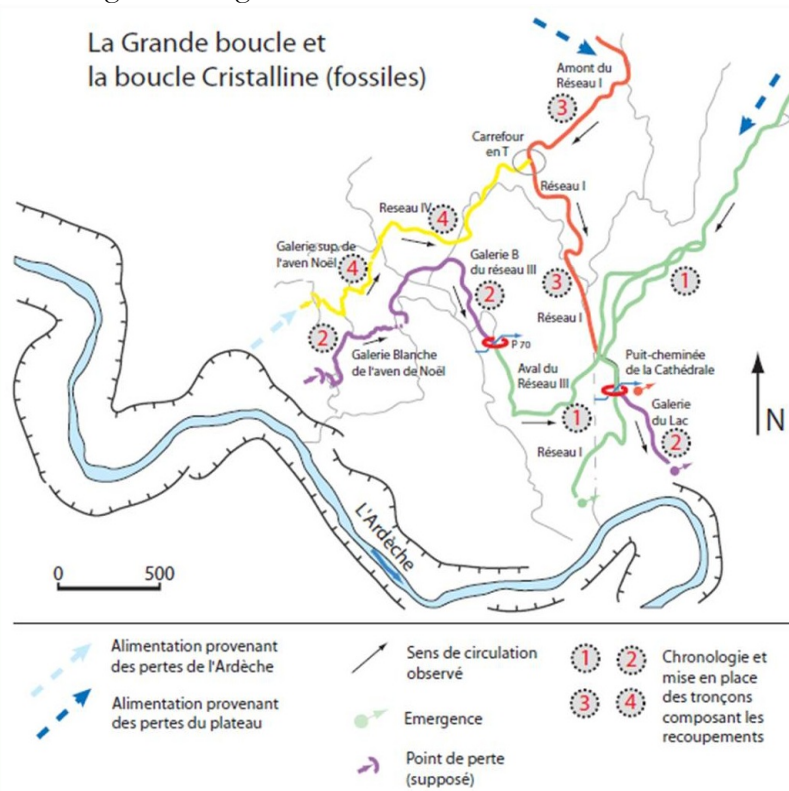 La Grande boucle et
la boucle Cristalline (fossiles)
Amont du
Réseau I
3
Carrefour
en T
Réseau I
Reseau IV
4
Galerie sup. de
l'aven Noël
4
Galerie B
du réseau III
2
3
1
2
Réseau I
P 70
Galerie Blanche
de l'aven de Noël
Aval du
Réseau III
Puit-cheminée
de la Cathédrale
1
Galerie
du Lac
2
Réseau I
N
L'Ardèche
0 500
Alimentation provenant
des pertes de l'Ardèche
Alimentation provenant
des pertes du plateau
Sens de circulation
observé
Emergence
Point de perte
(supposé)
1 2
3 4
Chronologie et
mise en place
des tronçons
composant les
recoupements